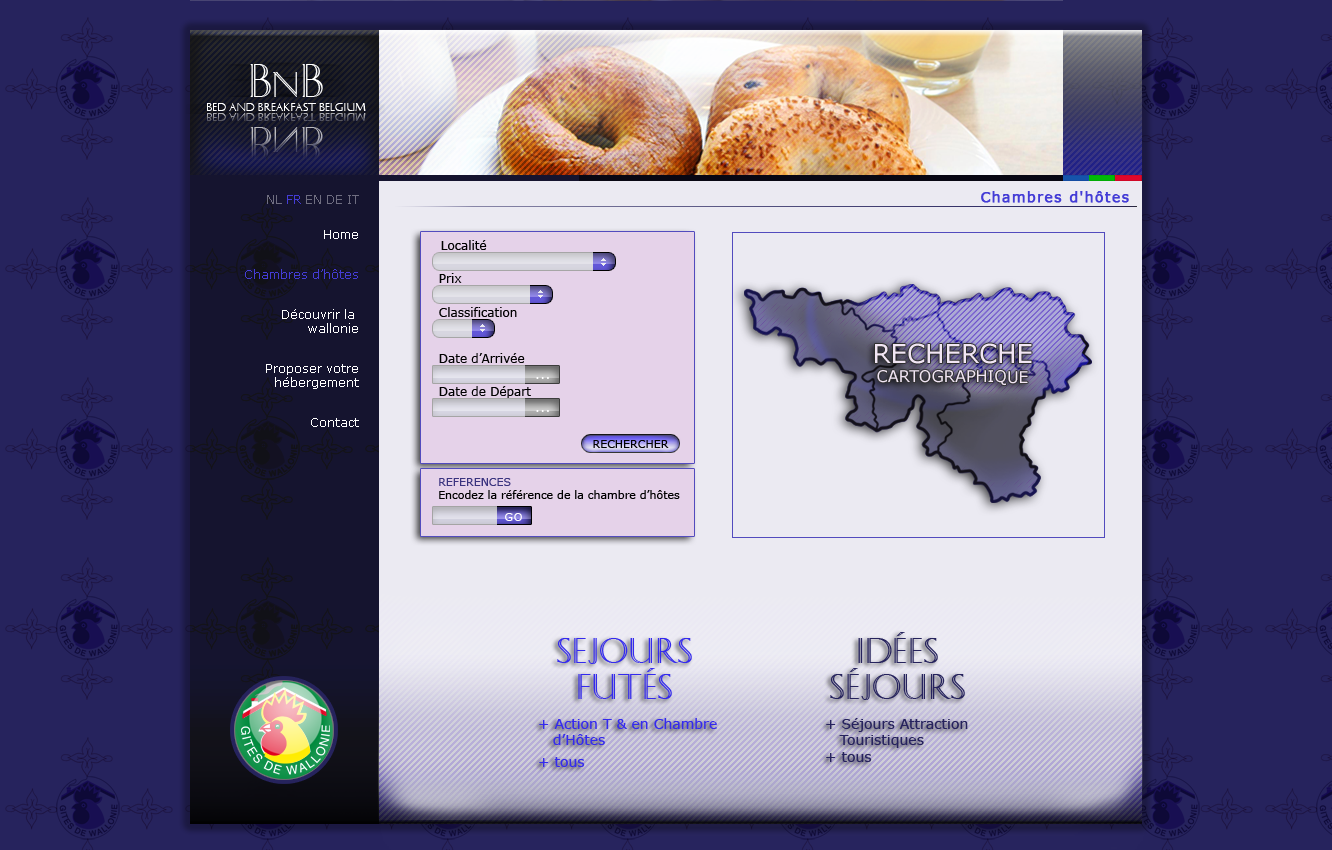 BnB
BED AND BREAKFAST BELGIUM
NL FR EN DE IT
Home
Chambres d’hôtes
Découvrir la
wallonie
Proposer votre
hébergement
Contact
GITES DE WALLONIE
Chambres d'hôtes
Localité
Prix
Classification
Date d’Arrivée
...
Date de Départ
...
RECHERCHER
REFERENCES
Encodez la référence de la chambre d’hôtes
GO
RECHERCHE
CARTOGRAPHIQUE
SEJOURS
FUTÉS
+ Action T & en Chambre
d’Hôtes
+ tous
IDÉES
SÉJOURS
+ Séjours Attraction
Touristiques
+ tous